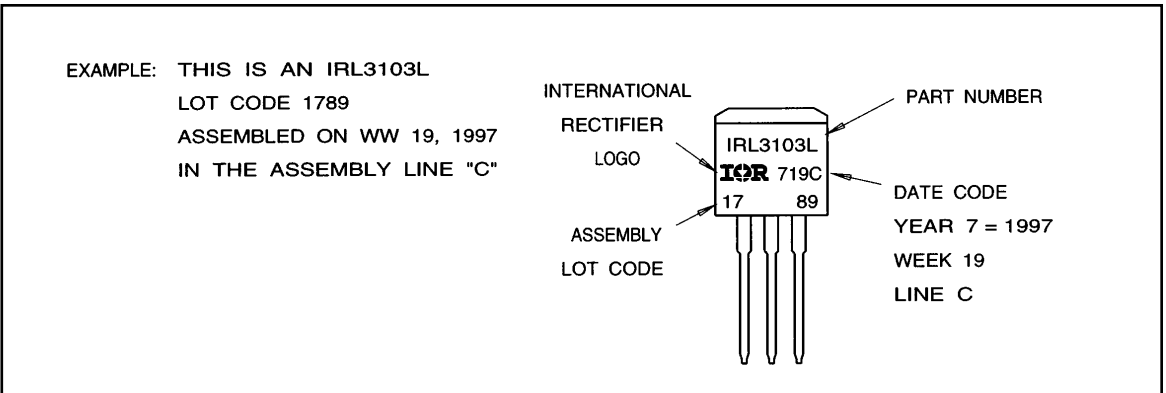 EXAMPLE: THIS IS AN IRL3103L
LOT CODE 1789
ASSEMBLED ON WW 19, 1997
IN THE ASSEMBLY LINE "C"
INTERNATIONAL
RECTIFIER
LOGO
ASSEMBLY
LOT CODE
IRL3103L
IOR 719C
17 89
PART NUMBER
DATE CODE
YEAR 7 = 1997
WEEK 19
LINE C